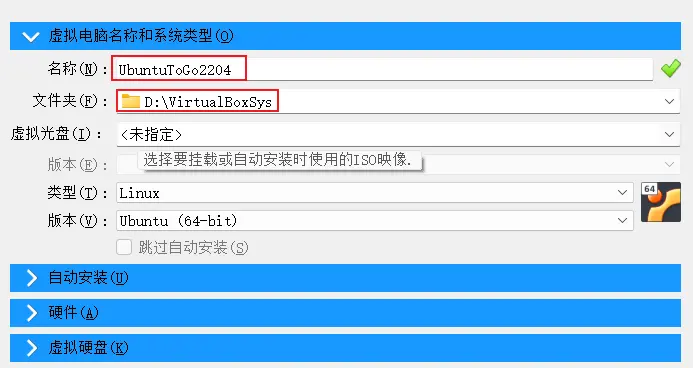 虚拟电脑名称和系统类型(O)
名称(N)： UbuntuToGo2204
文件夹(F)： D:\VirtualBoxSys
虚拟光盘(I)： <未指定>
版本(E)：
选择要挂载或自动安装时使用的ISO映像.
类型(T)： Linux
64
版本(V)： Ubuntu (64-bit)
跳过自动安装(S)
自动安装(U)
硬件(A)
虚拟硬盘(K)